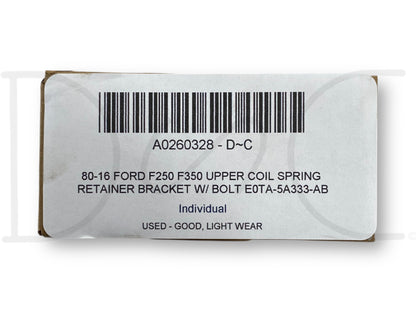 A0260328 - D~C
80-16 FORD F250 F350 UPPER COIL SPRING
RETAINER BRACKET W/ BOLT E0TA-5A333-AB
Individual
USED - GOOD, LIGHT WEAR